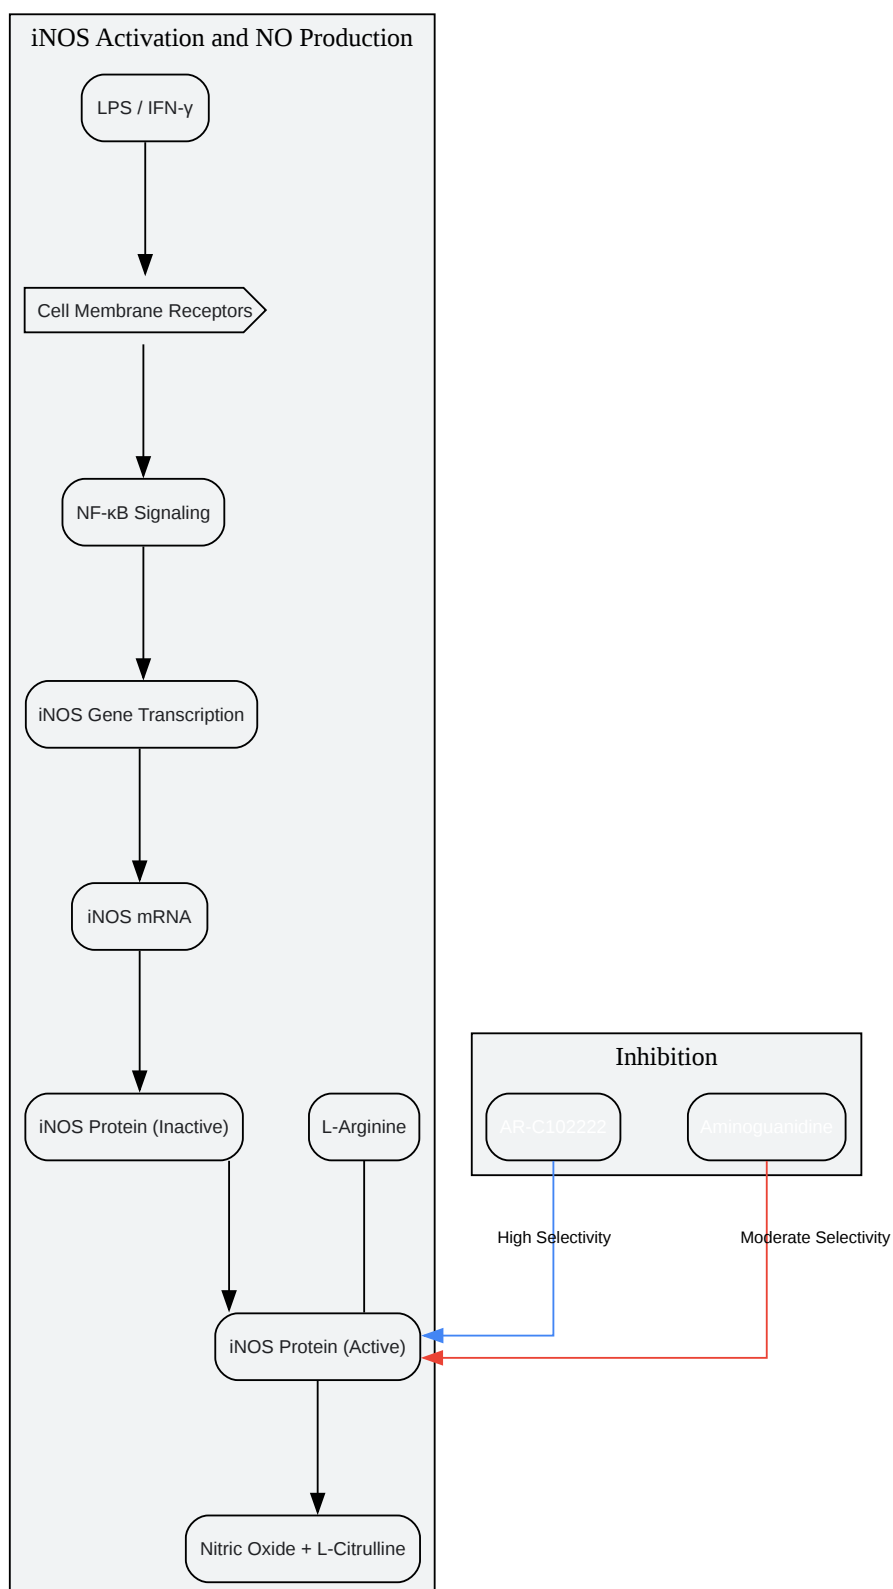 iNOS Activation and NO Production
LPS / IFN-γ
Cell Membrane Receptors
NF-κB Signaling
iNOS Gene Transcription
iNOS mRNA
Inhibition
iNOS Protein (Inactive)
L-Arginine
AR-C102222
Aminoguanidine
High Selectivity
Moderate Selectivity
iNOS Protein (Active)
Nitric Oxide + L-Citrulline